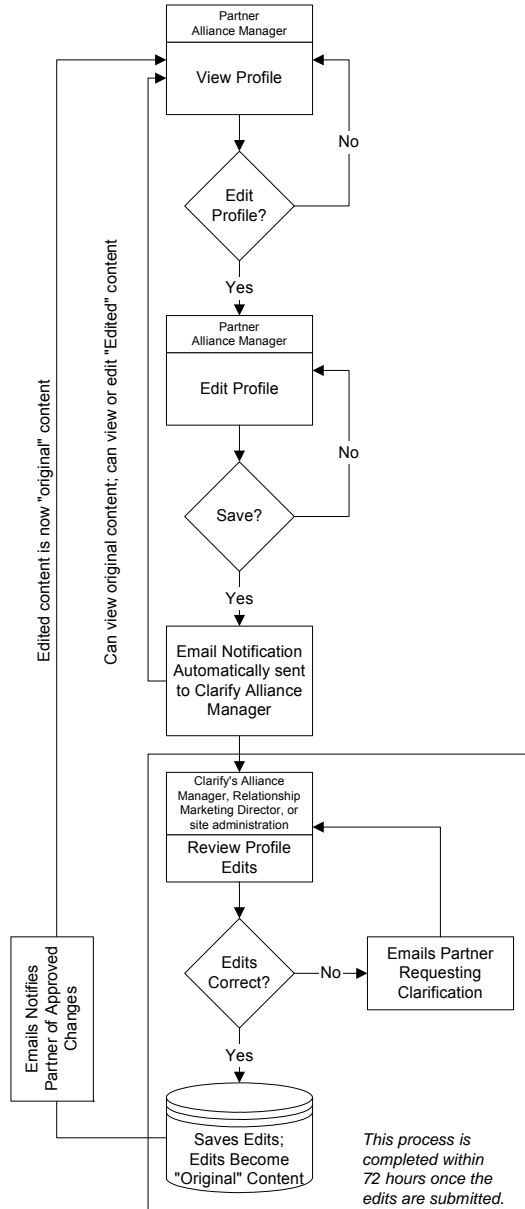 Partner
Alliance Manager
View Profile
No
Edit
Profile?
Yes
Partner
Alliance Manager
Edit Profile
No
Save?
Yes
Edited content is now "original" content
Can view original content; can view or edit "Edited" content
Email Notification
Automatically sent
to Clarify Alliance
Manager
Clarify's Alliance
Manager, Relationship
Marketing Director, or
site administration
Review Profile
Edits
Edits
Correct?
No
Emails Partner
Requesting
Clarification
Yes
Emails Notifies
Partner of Approved
Changes
Saves Edits;
Edits Become
"Original" Content
This process is
completed within
72 hours once the
edits are submitted.